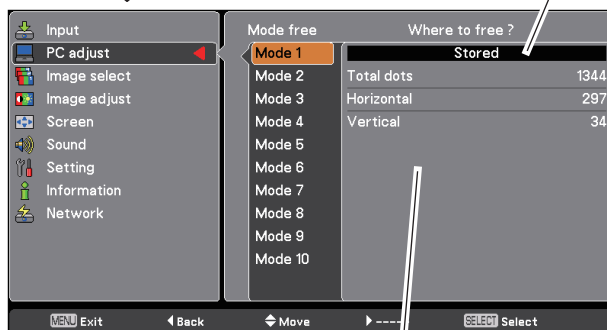 Input
PC adjust
Image select
Image adjust
Screen
Sound
Setting
Information
Network
Mode free
Where to free ?
Mode 1
Mode 2
Mode 3
Mode 4
Mode 5
Mode 6
Mode 7
Mode 8
Mode 9
Mode 10
Stored
Total dots 1344
Horizontal 297
Vertical 34
MENU Exit Back Move ---- SELECT Select